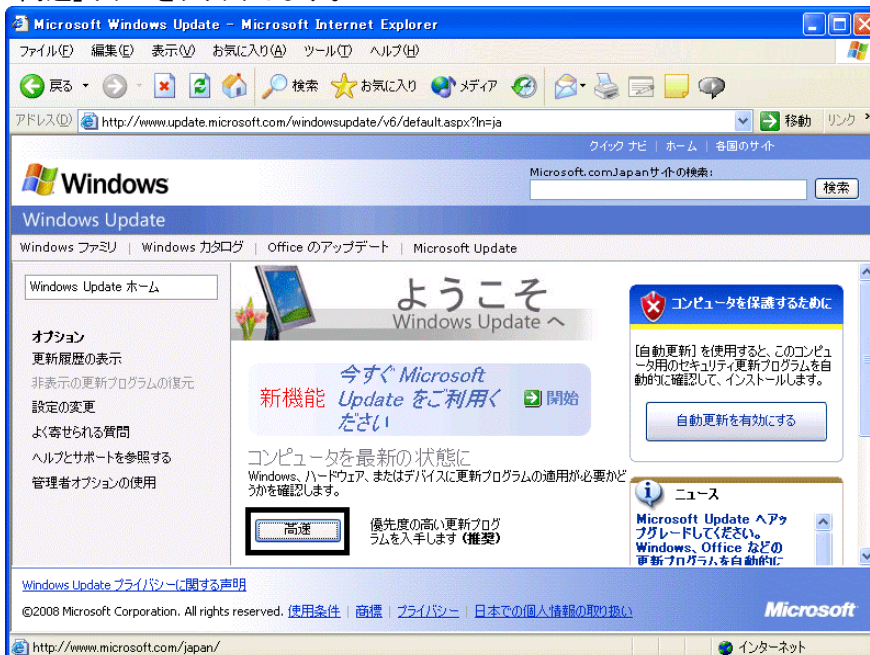 Microsoft Windows Update - Microsoft Internet Explorer
ファイル(F) 編集(E) 表示(V) お気に入り(A) ツール(T) ヘルプ(H)
戻る 検索 お気に入り メディア
アドレス(D) http://www.update.microsoft.com/windowsupdate/v6/default.aspx?ln=ja 移動 リンク
クイック ナビ | ホーム | 各国のサイト
Windows
Microsoft.comJapanサイトの検索:
検索
Windows Update
Windows ファミリ | Windows カタログ | Office のアップデート | Microsoft Update
Windows Update ホーム
オプション
更新履歴の表示
非表示の更新プログラムの復元
設定の変更
よく寄せられる質問
ヘルプとサポートを参照する
管理者オプションの使用
ようこそ
Windows Update へ
新機能
今すぐ Microsoft
Update をご利用く
ださい
開始
コンピュータを最新の状態に
Windows、ハードウェア、またはデバイスに更新プログラムの適用が必要かど
うかを確認します。
高速
優先度の高い更新プログ
ラムを入手します (推奨)
コンピュータを保護するために
[自動更新] を使用すると、このコンピュ
ータ用のセキュリティ更新プログラムを自
動的に確認して、インストールします。
自動更新を有効にする
ニュース
Microsoft Update へアッ
プグレードしてください。
Windows、Office などの
更新プログラムを自動的に
Windows Update プライバシーに関する声明
©2008 Microsoft Corporation. All rights reserved. 使用条件 | 商標 | プライバシー | 日本での個人情報の取り扱い
Microsoft
http://www.microsoft.com/japan/ インターネット